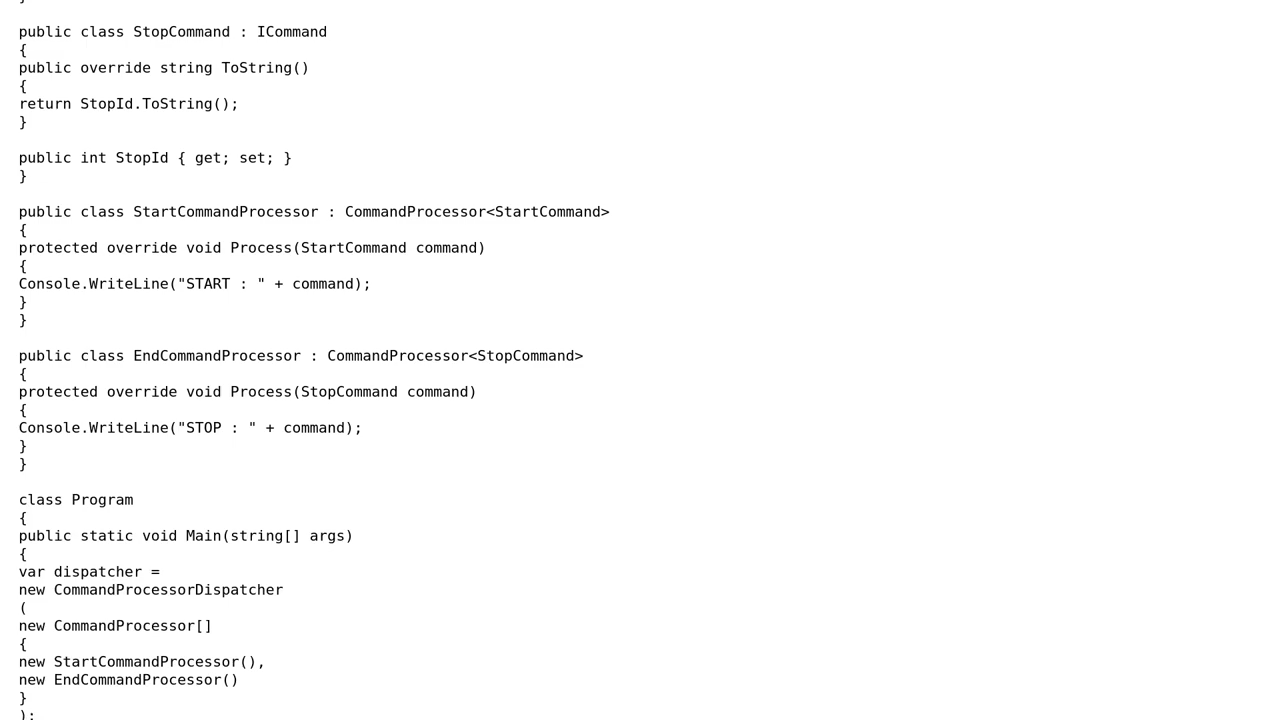 }
public class StopCommand : ICommand
{
public override string ToString()
{
return StopId.ToString();
}
public int StopId { get; set; }
}
public class StartCommandProcessor : CommandProcessor<StartCommand>
{
protected override void Process(StartCommand command)
{
Console.WriteLine("START : " + command);
}
}
public class EndCommandProcessor : CommandProcessor<StopCommand>
{
protected override void Process(StopCommand command)
{
Console.WriteLine("STOP : " + command);
}
}
class Program
{
public static void Main(string[] args)
{
var dispatcher =
new CommandProcessorDispatcher
(
new CommandProcessor[]
{
new StartCommandProcessor(),
new EndCommandProcessor()
}
);